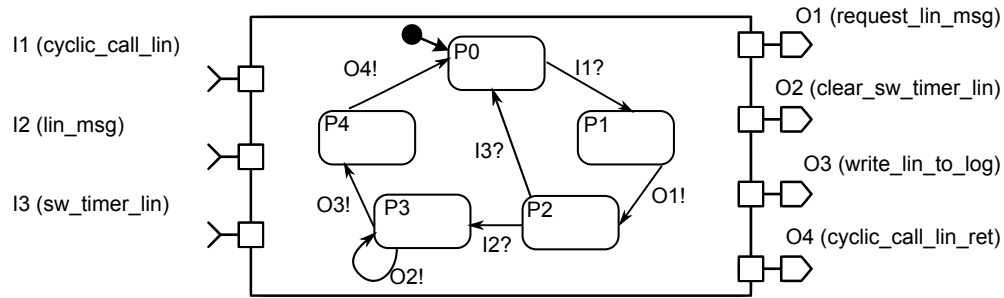 I1 (cyclic_call_lin)
I2 (lin_msg)
I3 (sw_timer_lin)
P0
O4!
I1?
P4
P1
I3?
O3!
P3
P2
O1!
I2?
O2!
O1 (request_lin_msg)
O2 (clear_sw_timer_lin)
O3 (write_lin_to_log)
O4 (cyclic_call_lin_ret)